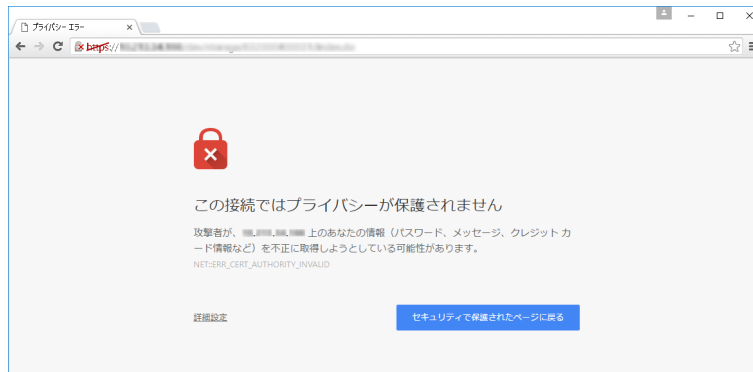 プライバシー エラー
https://
この接続ではプライバシーが保護されません
攻撃者が、 上のあなたの情報（パスワード、メッセージ、クレジット カ
ード情報など）を不正に取得しようとしている可能性があります。
NET::ERR_CERT_AUTHORITY_INVALID
詳細設定
セキュリティで保護されたページに戻る